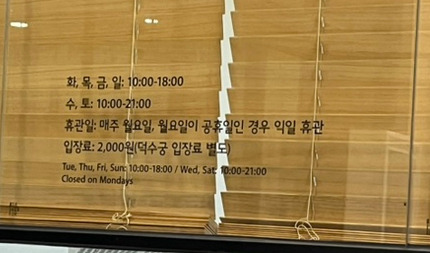 화, 목, 금, 일: 10:00-18:00
수, 토: 10:00-21:00
휴관일: 매주 월요일, 월요일이 공휴일인 경우 익일 휴관
입장료: 2,000원(덕수궁 입장료 별도)
Tue, Thu, Fri, Sun: 10:00-18:00 / Wed, Sat: 10:00-21:00
Closed on Mondays